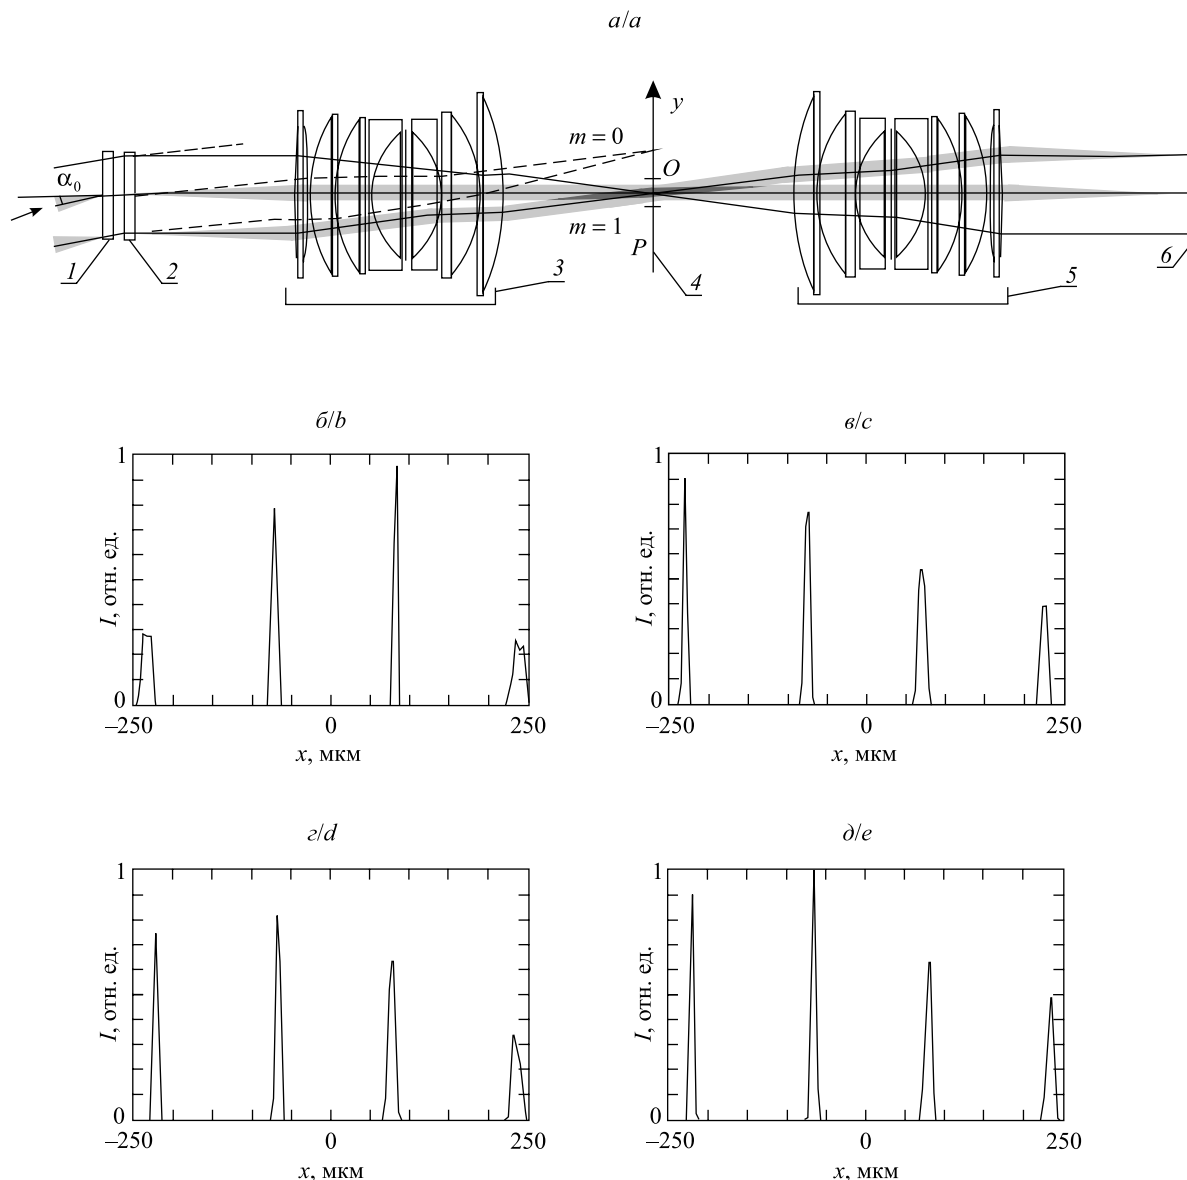 а/a
y
m = 0
O
α₀
m = 1
P
1
2
3
4
5
6
б/b
в/c
1
1
I, отн. ед.
I, отн. ед.
0
0
–250
0
250
–250
0
250
x, мкм
x, мкм
г/d
д/e
1
1
I, отн. ед.
I, отн. ед.
0
0
–250
0
250
–250
0
250
x, мкм
x, мкм